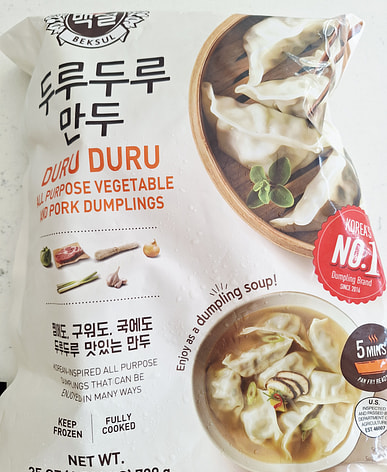 백설
BEKSUL
두루두루
만두
DURU DURU
ALL PURPOSE VEGETABLE
AND PORK DUMPLINGS
KOREA'S
NO.1
Dumpling Brand
SINCE 2016
Enjoy as a dumpling soup!
찜에도, 구워도, 국에도
두루두루 맛있는 만두
KOREAN-INSPIRED ALL PURPOSE
DUMPLINGS THAT CAN BE
ENJOYED IN MANY WAYS
5 MINS
PAN FRY
KEEP
FROZEN
FULLY
COOKED
U.S.
INSPECTED
AND PASSED BY
DEPARTMENT OF
AGRICULTURE
NET WT.